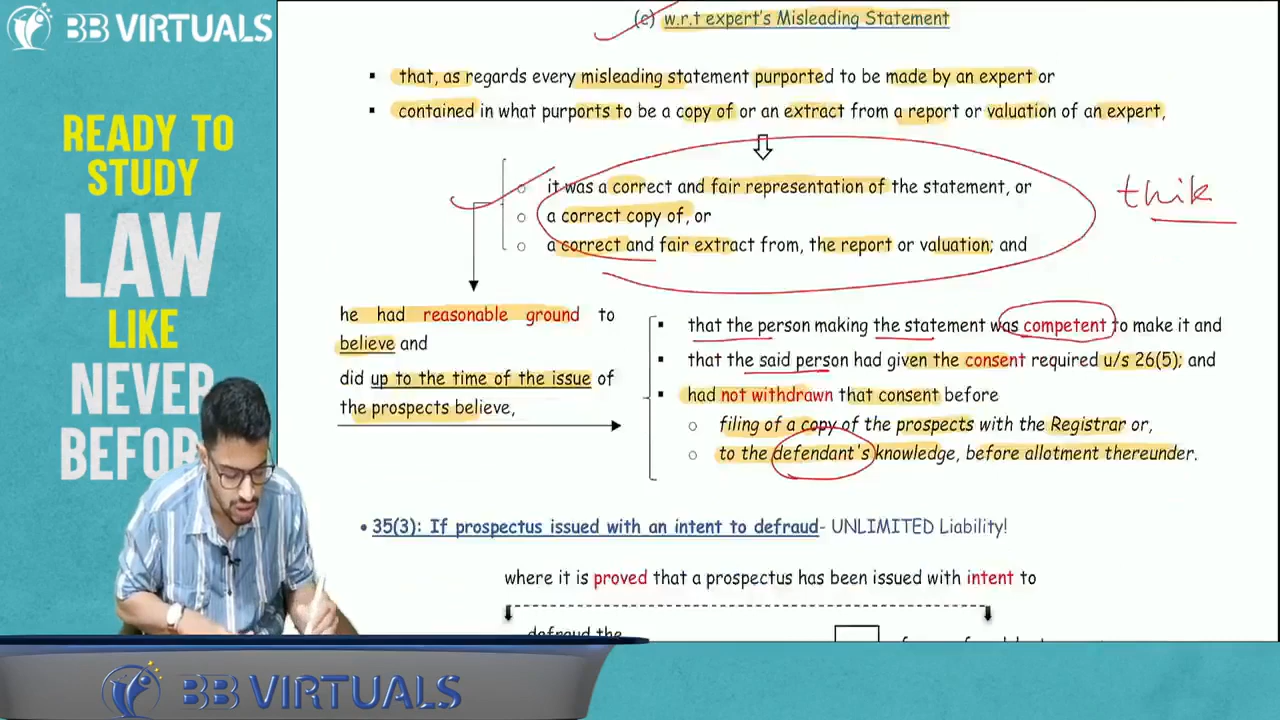 BB VIRTUALS
READY TO
STUDY
LAW
LIKE
NEVER
BEFOR
(c) w.r.t expert's Misleading Statement
▪ that, as regards every misleading statement purported to be made by an expert or
▪ contained in what purports to be a copy of or an extract from a report or valuation of an expert,
o it was a correct and fair representation of the statement, or
o a correct copy of, or
o a correct and fair extract from, the report or valuation; and
thik
he had reasonable ground to
believe and
did up to the time of the issue of
the prospects believe,
▪ that the person making the statement was competent to make it and
▪ that the said person had given the consent required u/s 26(5); and
▪ had not withdrawn that consent before
o filing of a copy of the prospects with the Registrar or,
o to the defendant's knowledge, before allotment thereunder.
• 35(3): If prospectus issued with an intent to defraud- UNLIMITED Liability!
where it is proved that a prospectus has been issued with intent to
defraud the
BB VIRTUALS